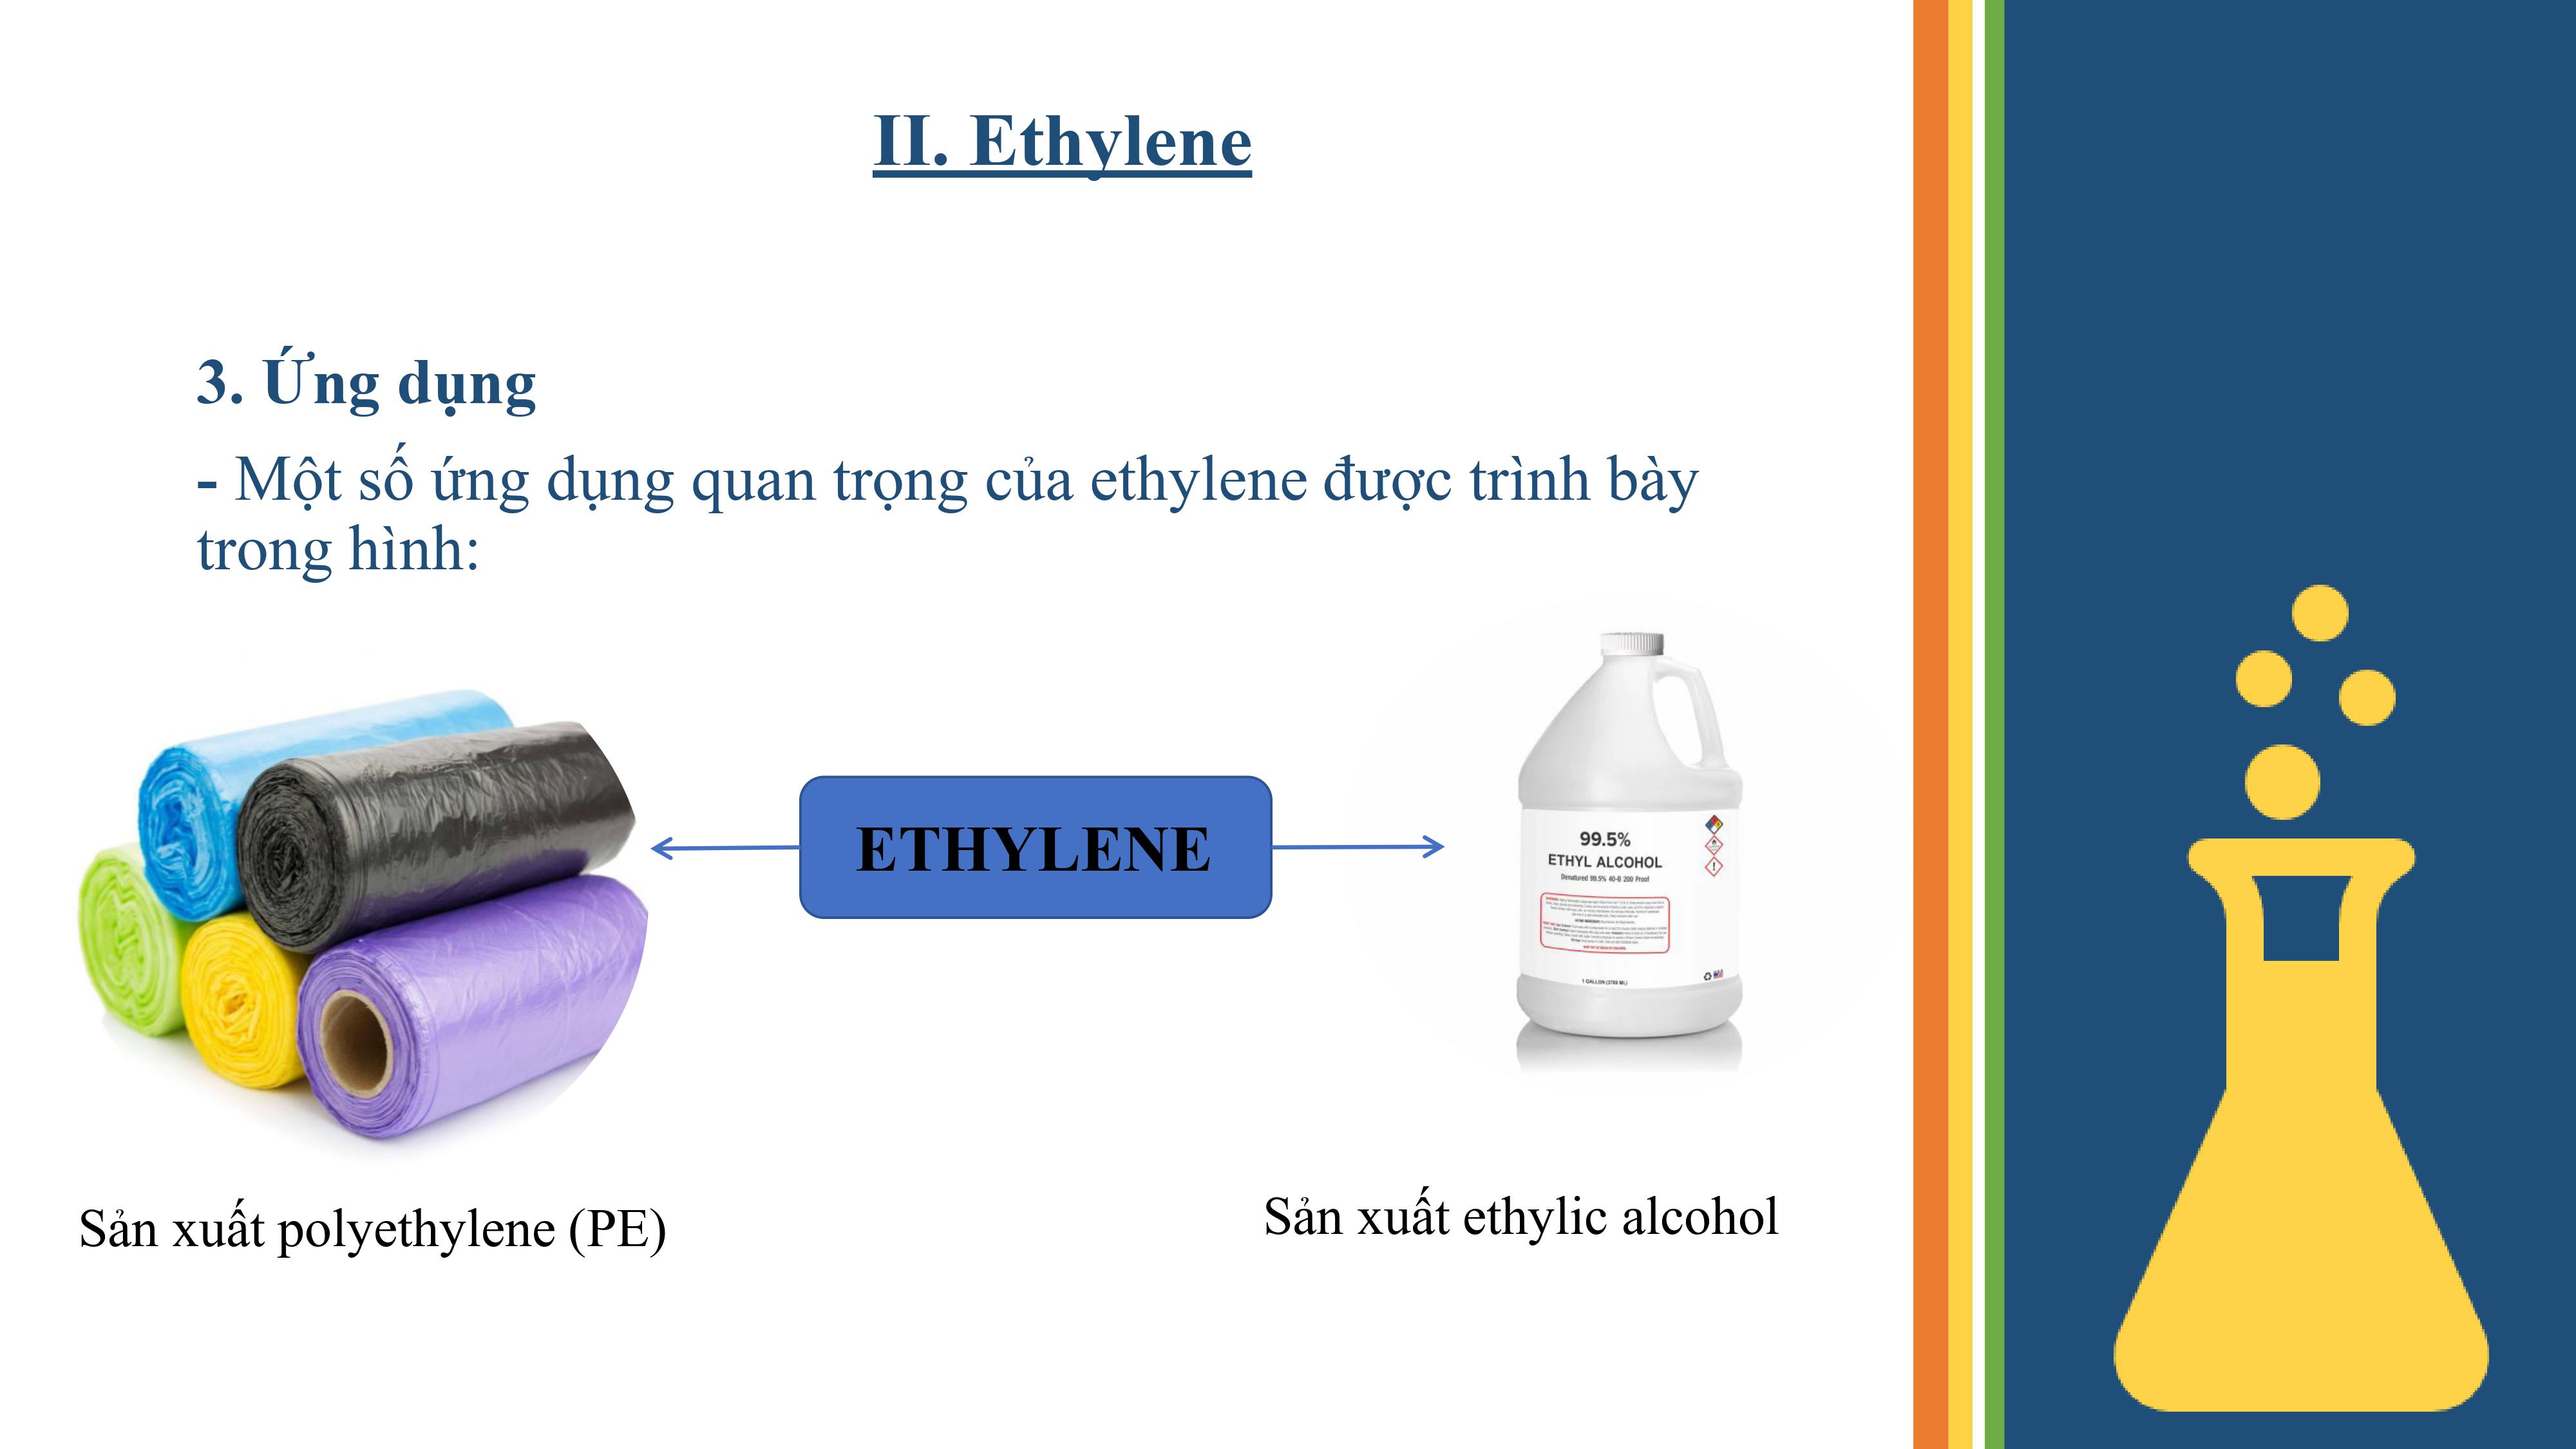 II. Ethylene
3. Ứng dụng
- Một số ứng dụng quan trọng của ethylene được trình bày
trong hình:
ETHYLENE
99.5%
ETHYL ALCOHOL
Denatured 99.5% 40-B 200 Proof
1 GALLON (3785 ML)
Sản xuất polyethylene (PE)
Sản xuất ethylic alcohol